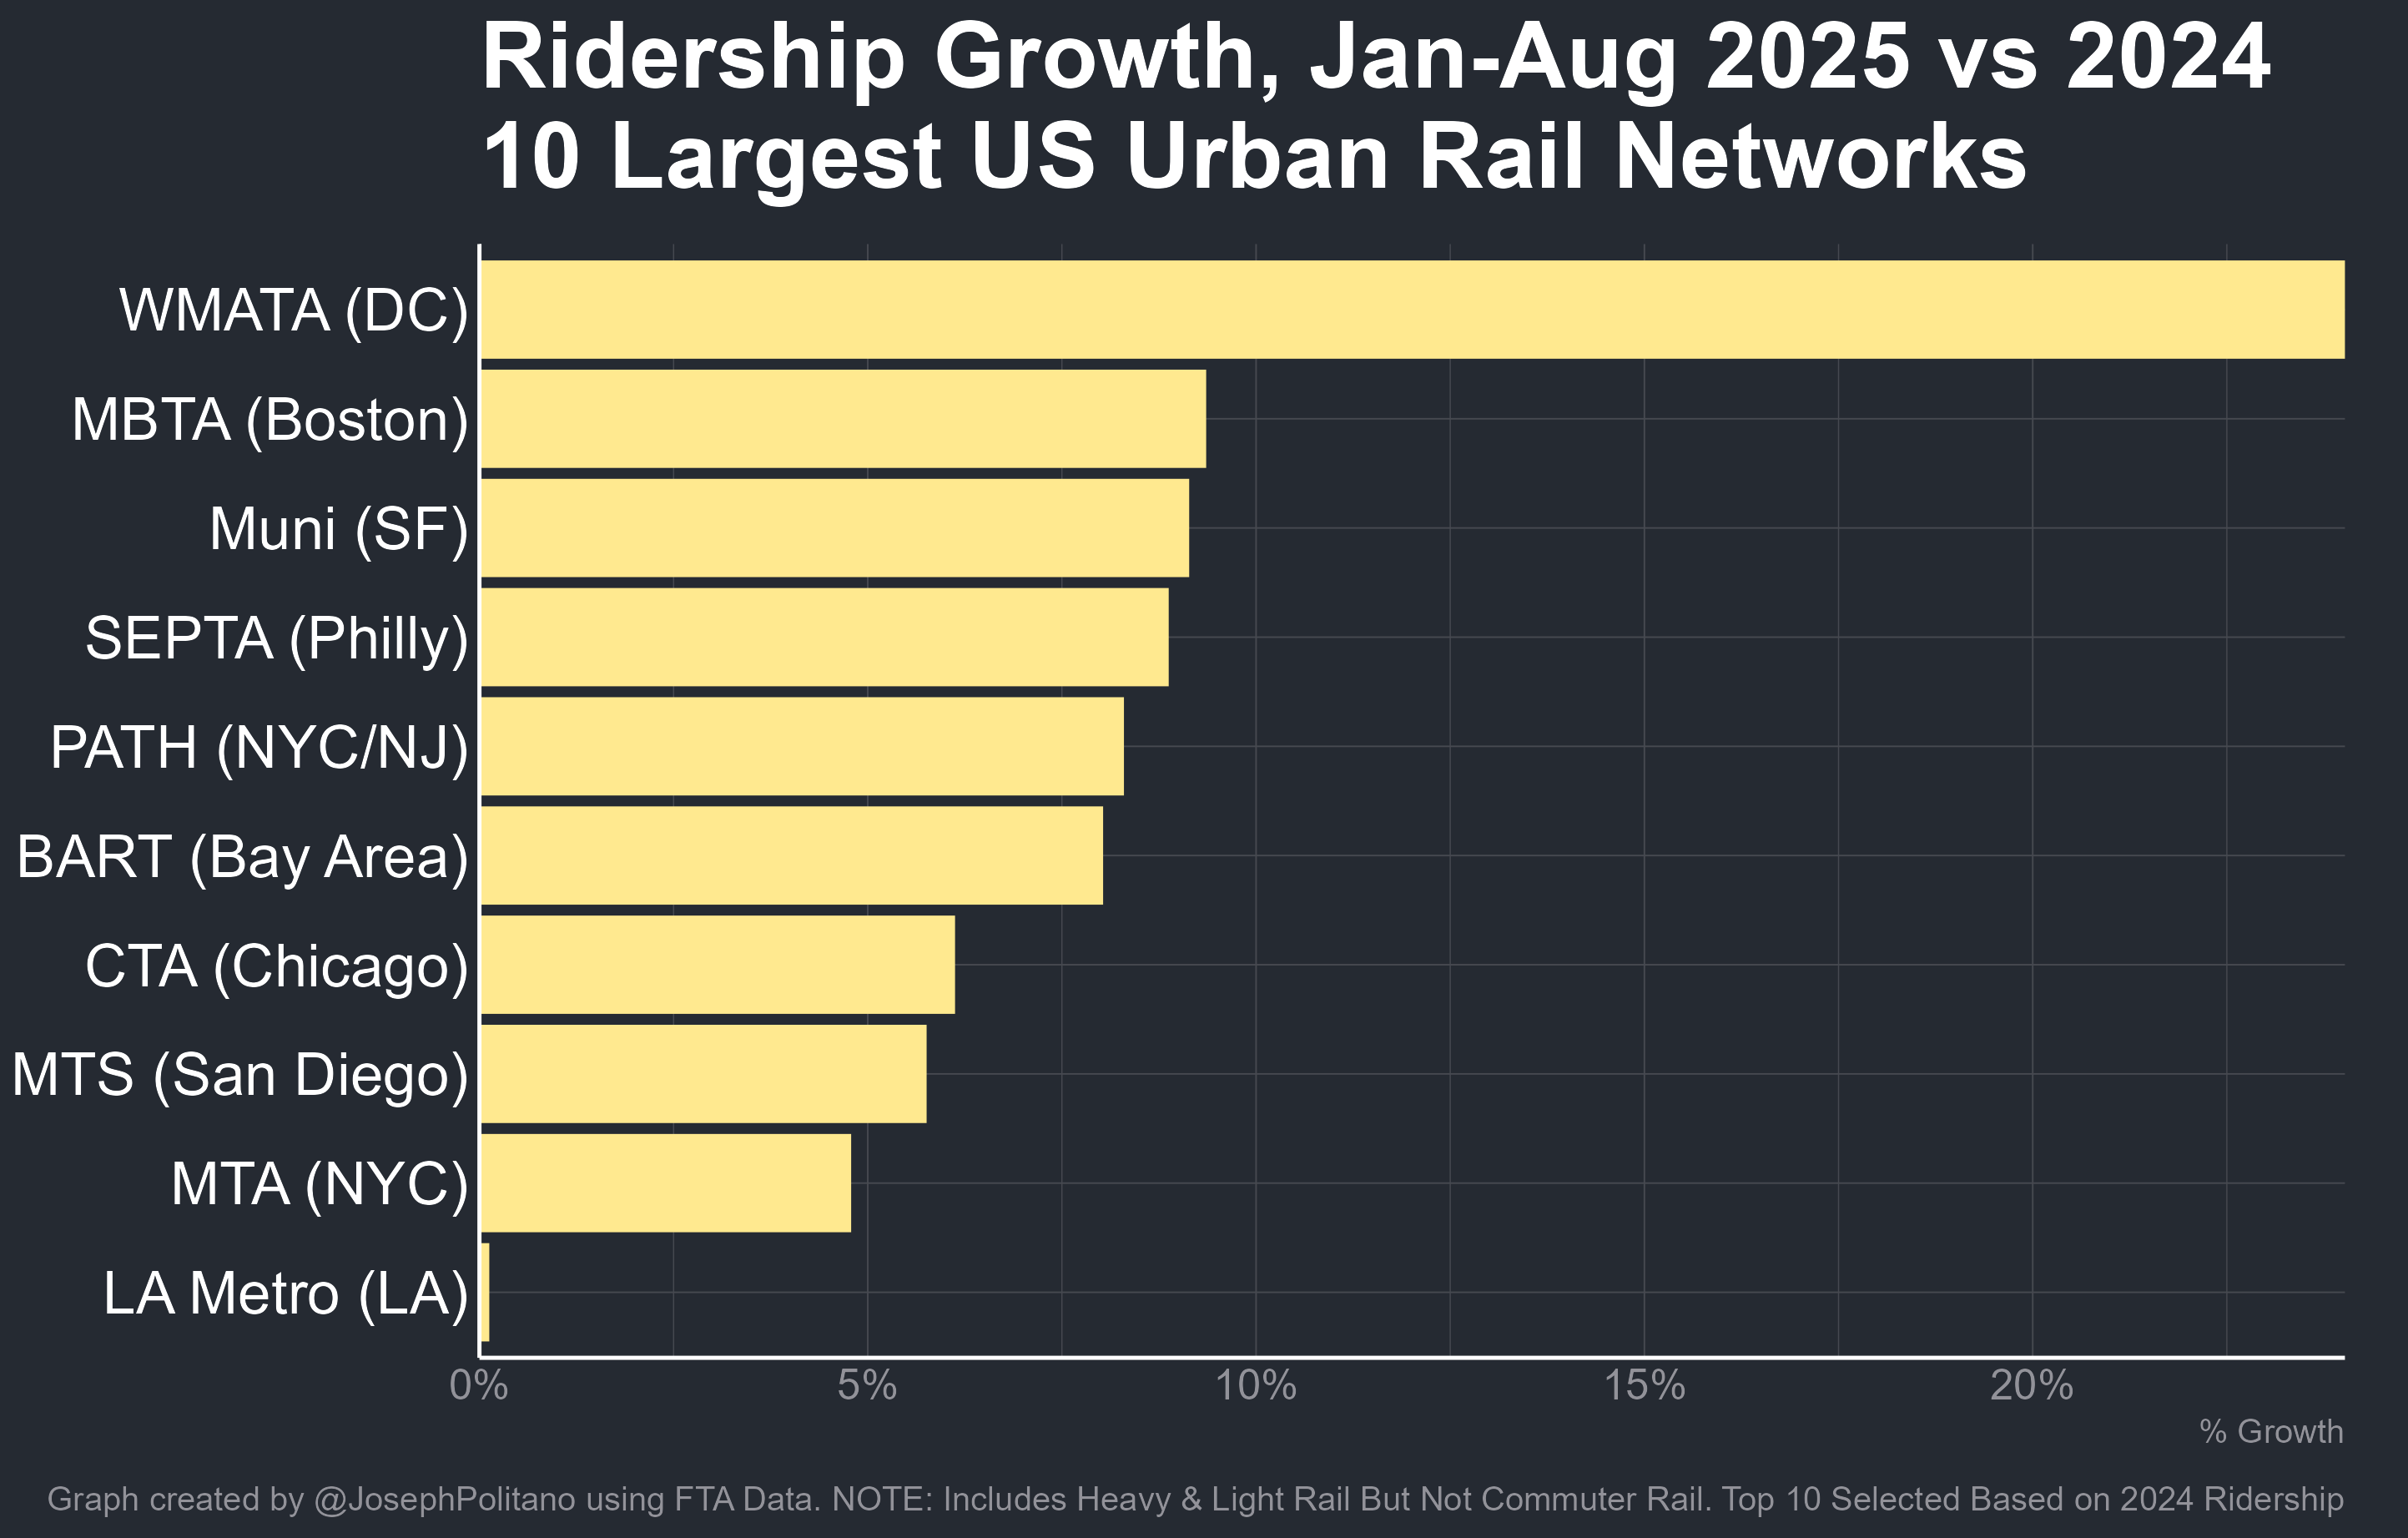 Ridership Growth, Jan-Aug 2025 vs 2024
10 Largest US Urban Rail Networks
WMATA (DC)
MBTA (Boston)
Muni (SF)
SEPTA (Philly)
PATH (NYC/NJ)
BART (Bay Area)
CTA (Chicago)
MTS (San Diego)
MTA (NYC)
LA Metro (LA)
0% 5% 10% 15% 20%
% Growth
Graph created by @JosephPolitano using FTA Data. NOTE: Includes Heavy & Light Rail But Not Commuter Rail. Top 10 Selected Based on 2024 Ridership